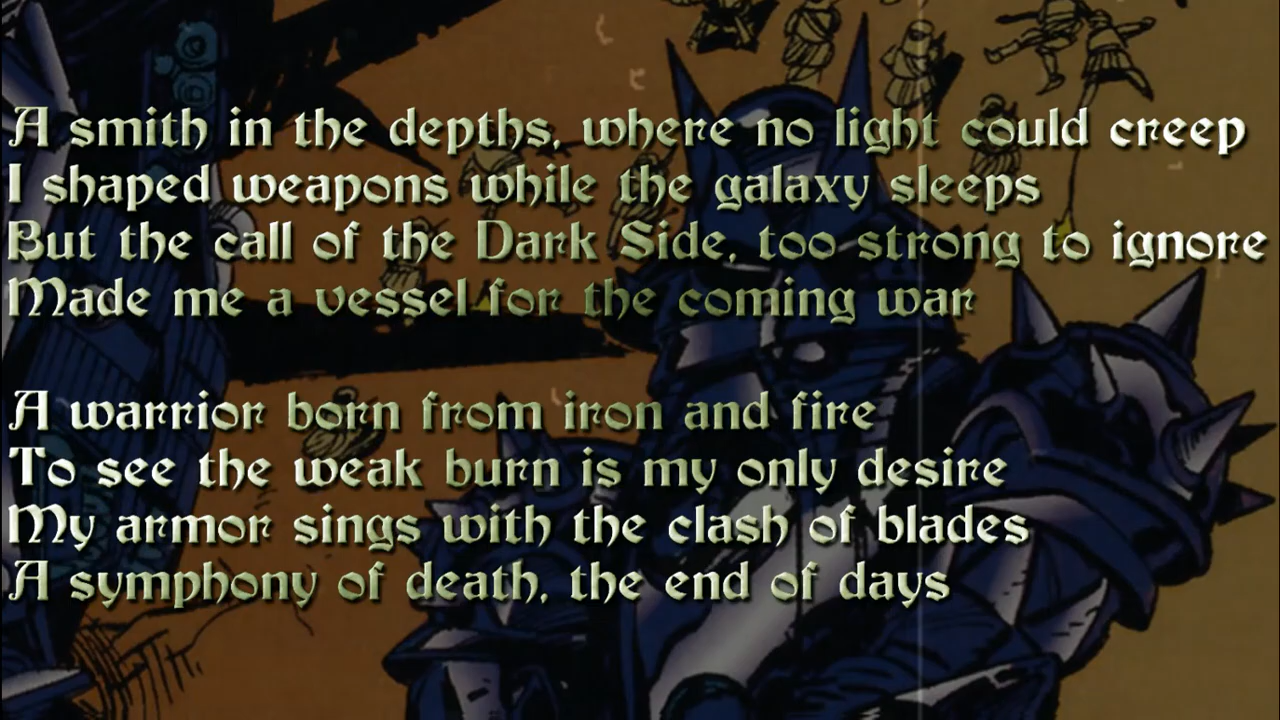 A smith in the depths, where no light could creep
I shaped weapons while the galaxy sleeps
But the call of the Dark Side, too strong to ignore
Made me a vessel for the coming war
A warrior born from iron and fire
To see the weak burn is my only desire
My armor sings with the clash of blades
A symphony of death, the end of days